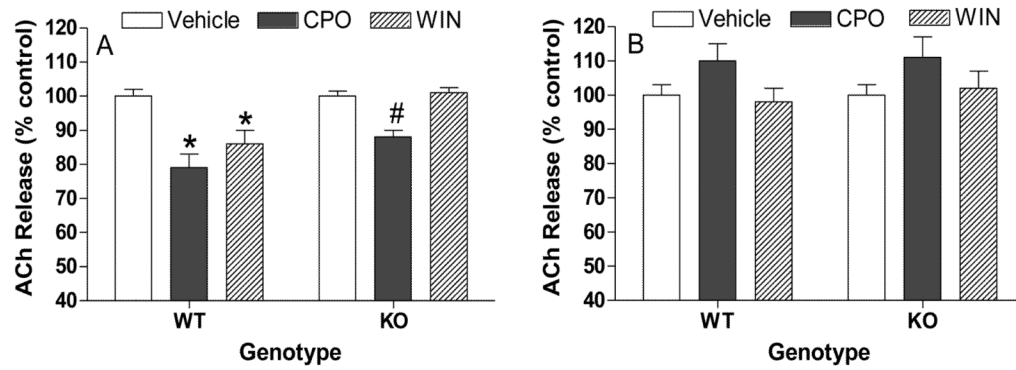 Vehicle CPO WIN
A
ACh Release (% control)
120
110
100
90
80
70
60
50
40
* * #
WT KO
Genotype
Vehicle CPO WIN
B
ACh Release (% control)
120
110
100
90
80
70
60
50
40
WT KO
Genotype